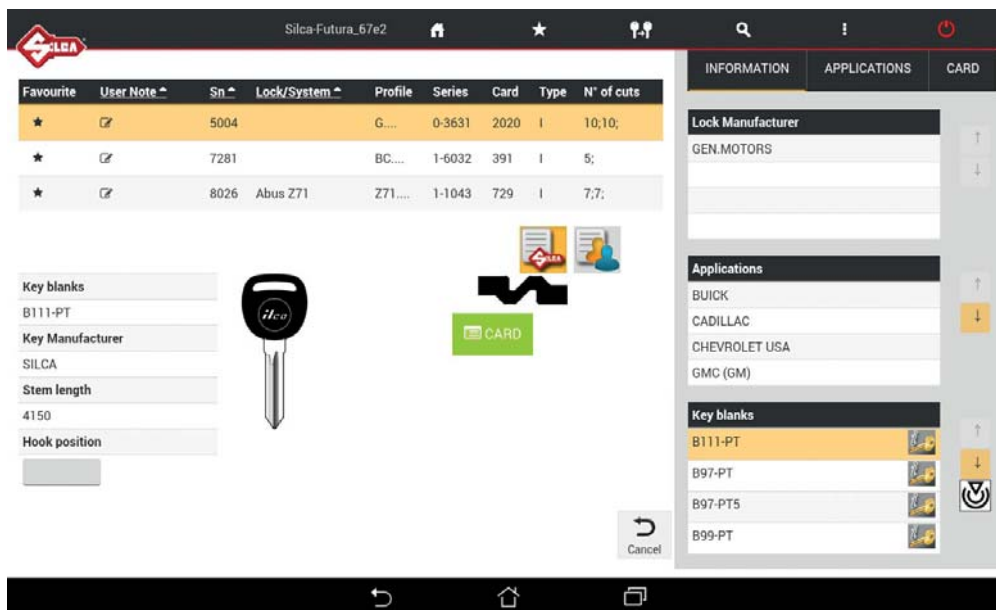 Silca-Futura_67e2
SILCA
INFORMATION APPLICATIONS CARD
Favourite User Note Sn Lock/System Profile Series Card Type N° of cuts
5004 G.... 0-3631 2020 I 10;10;
7281 BC.... 1-6032 391 I 5;
8026 Abus Z71 Z71.... 1-1043 729 I 7;7;
Lock Manufacturer
GEN.MOTORS
SILCA
Key blanks
B111-PT
Key Manufacturer
SILCA
Stem length
4150
Hook position
ilco
CARD
Applications
BUICK
CADILLAC
CHEVROLET USA
GMC (GM)
Key blanks
B111-PT
B97-PT
B97-PT5
B99-PT
Cancel